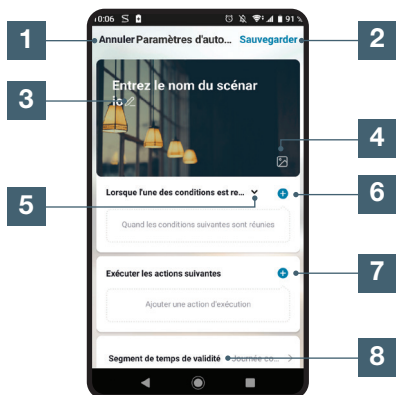 10:06 S 91 %
Annuler Paramètres d'auto... Sauvegarder
Entrez le nom du scénar
io
Lorsque l'une des conditions est re...
Quand les conditions suivantes sont réunies
Exécuter les actions suivantes
Ajouter une action d'exécution
Segment de temps de validité Journée co...
1
2
3
4
5
6
7
8